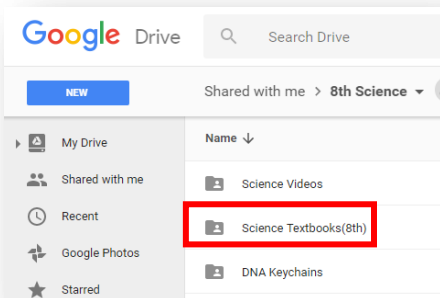 Google Drive
Search Drive
NEW
Shared with me > 8th Science
My Drive
Shared with me
Recent
Google Photos
Starred
Name
Science Videos
Science Textbooks(8th)
DNA Keychains